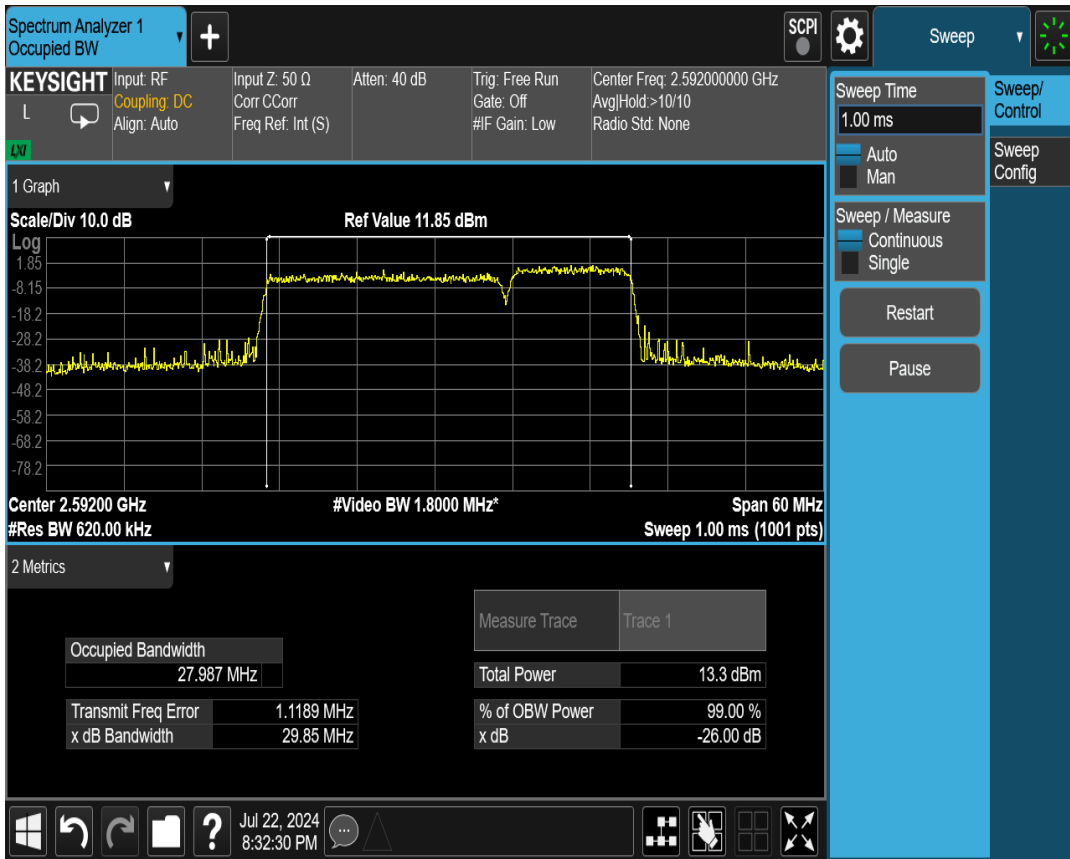 Spectrum Analyzer 1
Occupied BW
+
SCPI
Sweep
KEYSIGHT
L
LXI
Input: RF
Coupling: DC
Align: Auto
Input Z: 50 Ω
Corr CCorr
Freq Ref: Int (S)
Atten: 40 dB
Trig: Free Run
Gate: Off
#IF Gain: Low
Center Freq: 2.592000000 GHz
Avg|Hold:>10/10
Radio Std: None
Sweep Time
1.00 ms
Auto
Man
Sweep / Measure
Continuous
Single
Restart
Pause
Sweep/
Control
Sweep
Config
1 Graph
Scale/Div 10.0 dB
Ref Value 11.85 dBm
Log
1.85
-8.15
-18.2
-28.2
-38.2
-48.2
-58.2
-68.2
-78.2
Center 2.59200 GHz
#Video BW 1.8000 MHz*
Span 60 MHz
#Res BW 620.00 kHz
Sweep 1.00 ms (1001 pts)
2 Metrics
Measure Trace
Trace 1
Occupied Bandwidth
27.987 MHz
Total Power
13.3 dBm
Transmit Freq Error
1.1189 MHz
% of OBW Power
99.00 %
x dB Bandwidth
29.85 MHz
x dB
-26.00 dB
?
Jul 22, 2024
8:32:30 PM